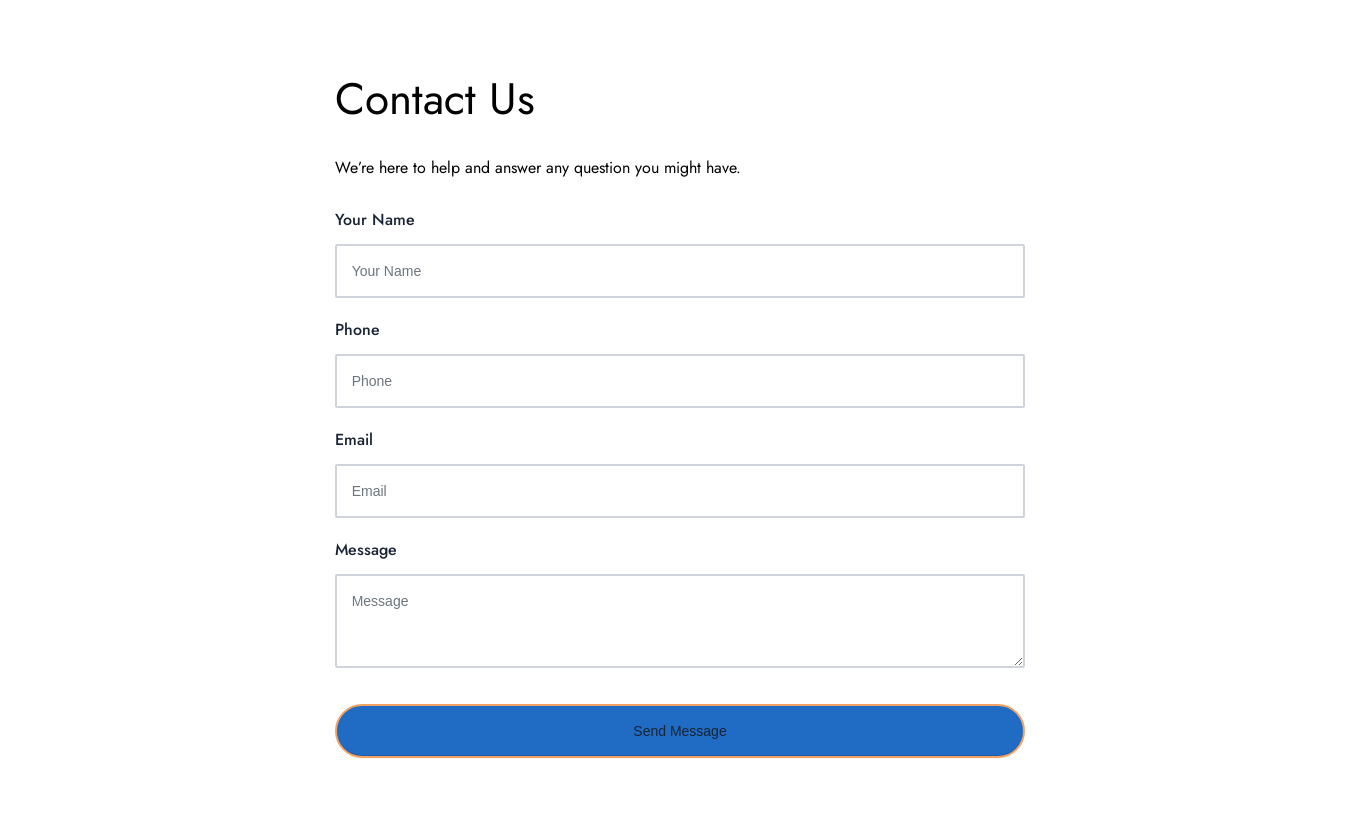 Contact Us
We're here to help and answer any question you might have.
Your Name
Your Name
Phone
Phone
Email
Email
Message
Message
Send Message